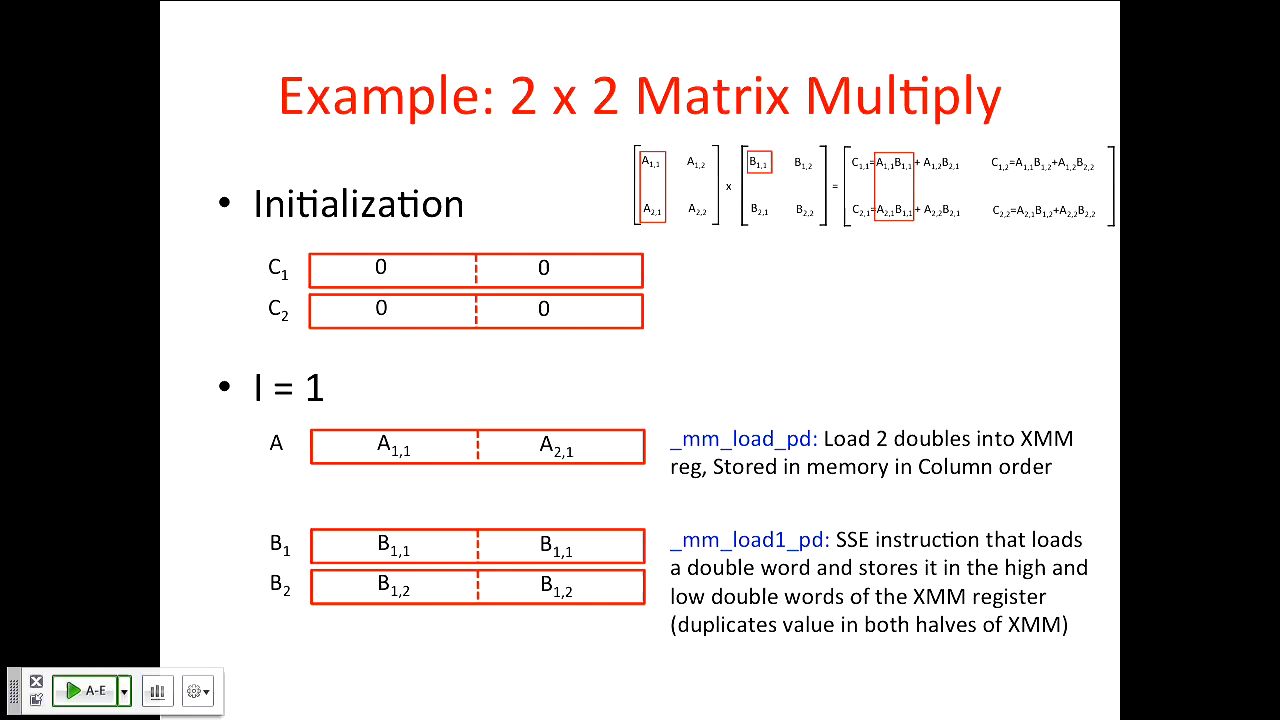 Example: 2 x 2 Matrix Multiply
A1,1 A1,2 B1,1 B1,2 C1,1=A1,1B1,1+ A1,2B2,1 C1,2=A1,1B1,2+A1,2B2,2
x =
A2,1 A2,2 B2,1 B2,2 C2,1=A2,1B1,1+ A2,2B2,1 C2,2=A2,1B1,2+A2,2B2,2
• Initialization
C1 0 0
C2 0 0
• I = 1
A A1,1 A2,1
_mm_load_pd: Load 2 doubles into XMM
reg, Stored in memory in Column order
B1 B1,1 B1,1
B2 B1,2 B1,2
_mm_load1_pd: SSE instruction that loads
a double word and stores it in the high and
low double words of the XMM register
(duplicates value in both halves of XMM)
A-E